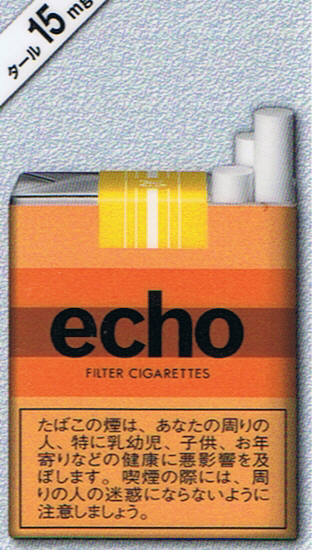 タール 15 mg
echo
FILTER CIGARETTES
たばこの煙は、あなたの周りの
人、特に乳幼児、子供、お年
寄りなどの健康に悪影響を及
ぼします。喫煙の際には、周
りの人の迷惑にならないように
注意しましょう。